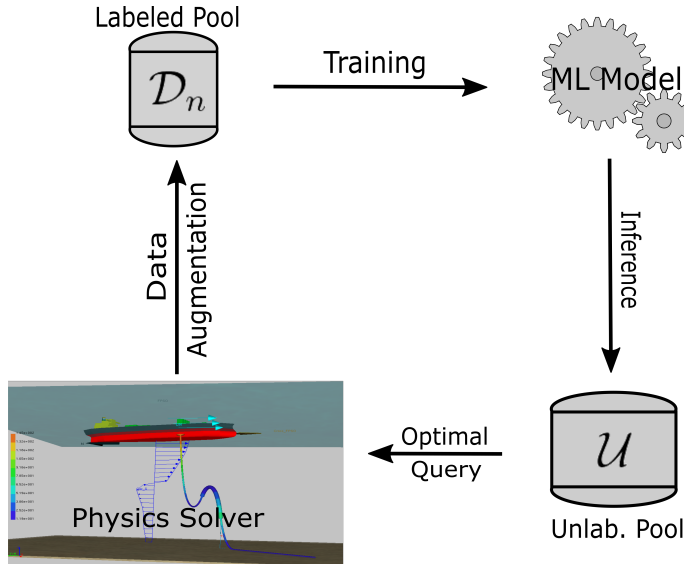 Labeled Pool
𝒟ₙ
Training
ML Model
Inference
Data
Augmentation
Optimal
Query
Physics Solver
𝒰
Unlab. Pool